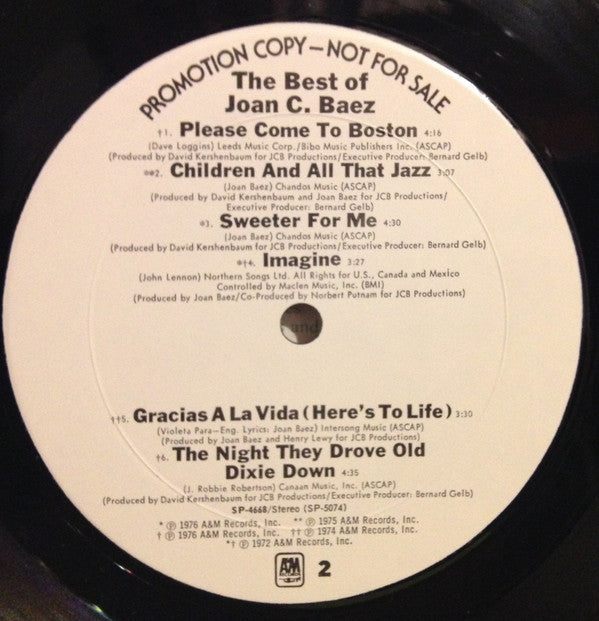 PROMOTION COPY—NOT FOR SALE
The Best of
Joan C. Baez
†1. Please Come To Boston 4:16
(Dave Loggins) Leeds Music Corp./Bibo Music Publishers Inc. (ASCAP)
(Produced by David Kershenbaum for JCB Productions/Executive Producer: Bernard Gelb)
**2. Children And All That Jazz 3:07
(Joan Baez) Chandos Music (ASCAP)
(Produced by David Kershenbaum and Joan Baez for JCB Productions/
Executive Producer: Bernard Gelb)
*3. Sweeter For Me 4:30
(Joan Baez) Chandos Music (ASCAP)
(Produced by David Kershenbaum for JCB Productions/Executive Producer: Bernard Gelb)
*†4. Imagine 3:27
(John Lennon) Northern Songs Ltd. All Rights for U.S., Canada and Mexico
Controlled by Maclen Music, Inc. (BMI)
(Produced by Joan Baez/Co-Produced by Norbert Putnam for JCB Productions)
and
††5. Gracias A La Vida (Here's To Life) 3:30
(Violeta Para—Eng. Lyrics: Joan Baez) Intersong Music (ASCAP)
(Produced by Joan Baez and Henry Lewy for JCB Productions)
†6. The Night They Drove Old
Dixie Down 4:35
(J. Robbie Robertson) Canaan Music, Inc. (ASCAP)
(Produced by David Kershenbaum for JCB Productions/Executive Producer: Bernard Gelb)
SP-4668/Stereo (SP-5074)
* ℗ 1976 A&M Records, Inc. ** ℗ 1975 A&M Records, Inc.
† ℗ 1976 A&M Records, Inc. †† ℗ 1974 A&M Records, Inc.
*† ℗ 1972 A&M Records, Inc.
A&M
RECORDS
2